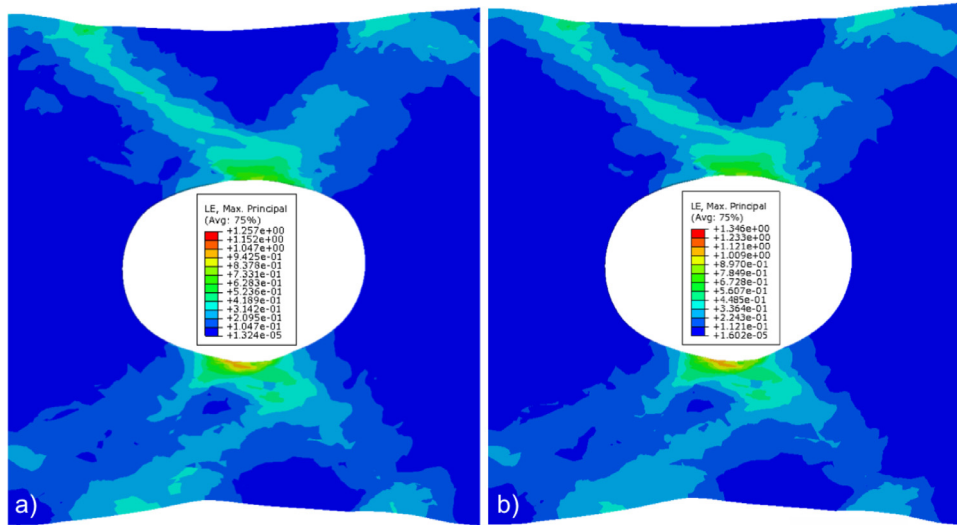 LE, Max. Principal
(Avg: 75%)
+1.257e+00
+1.152e+00
+1.047e+00
+9.425e-01
+8.378e-01
+7.331e-01
+6.283e-01
+5.236e-01
+4.189e-01
+3.142e-01
+2.095e-01
+1.047e-01
+1.324e-05
a)
LE, Max. Principal
(Avg: 75%)
+1.346e+00
+1.233e+00
+1.121e+00
+1.009e+00
+8.970e-01
+7.849e-01
+6.728e-01
+5.607e-01
+4.485e-01
+3.364e-01
+2.243e-01
+1.121e-01
+1.602e-05
b)